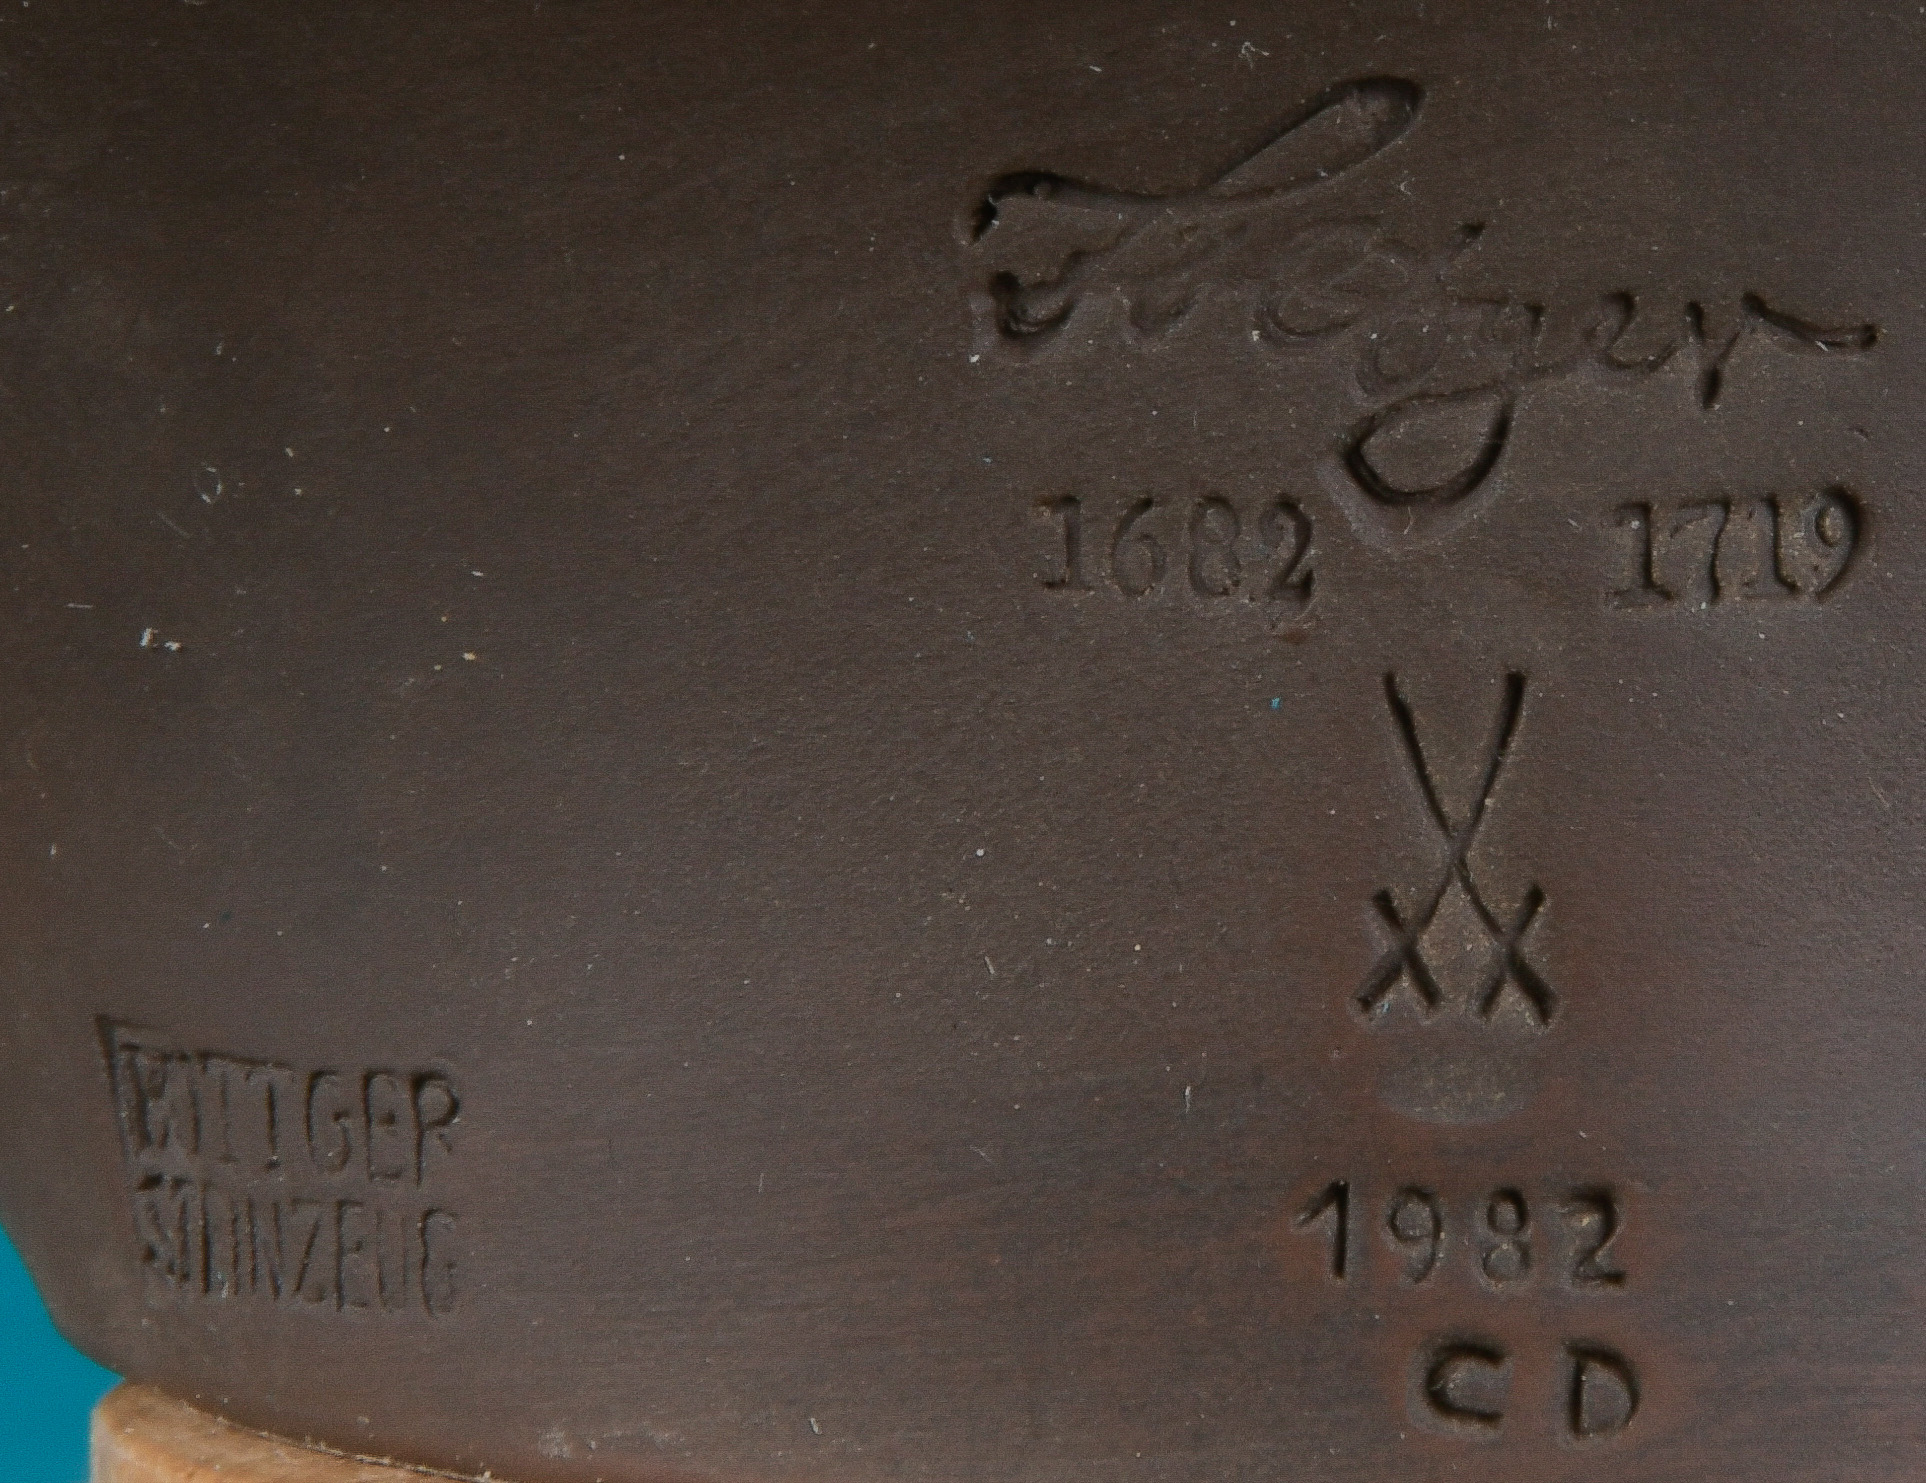 Böttger
1682 1719
BÖTTGER
STEINZEUG
1982
CD